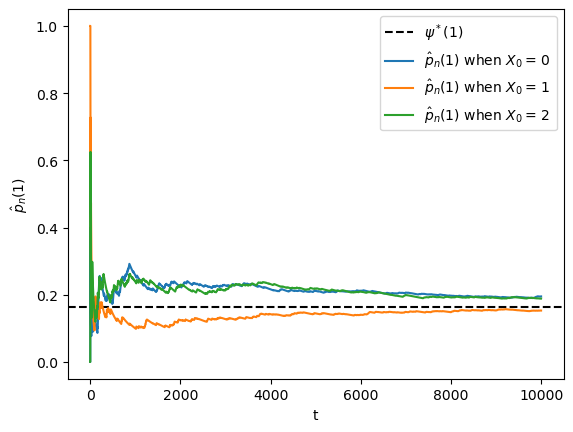 ψ*(1)
p̂ₙ(1) when X₀ = 0
p̂ₙ(1) when X₀ = 1
p̂ₙ(1) when X₀ = 2
1.0
0.8
0.6
0.4
0.2
0.0
p̂ₙ(1)
0 2000 4000 6000 8000 10000
t